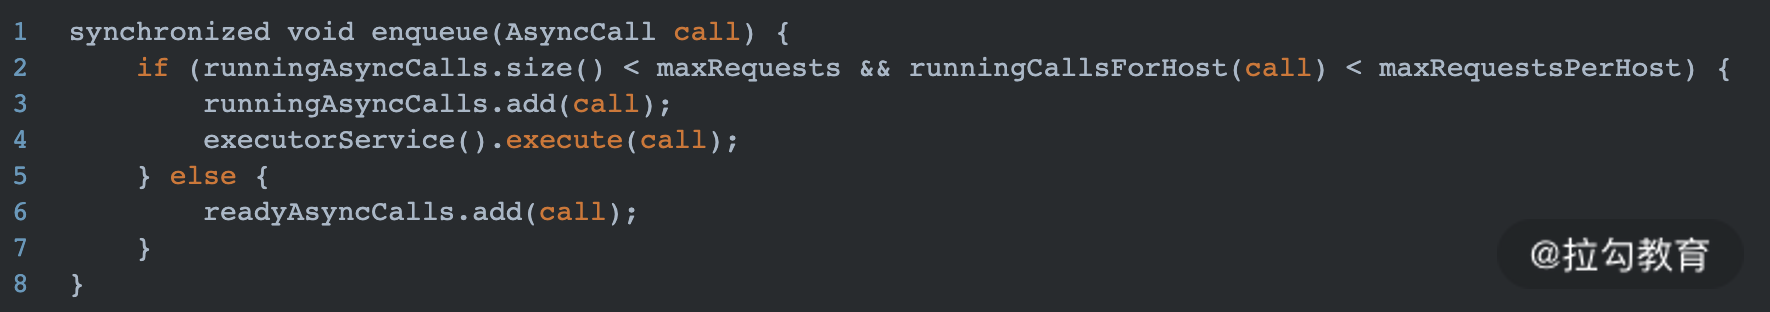 1 synchronized void enqueue(AsyncCall call) {
2     if (runningAsyncCalls.size() < maxRequests && runningCallsForHost(call) < maxRequestsPerHost) {
3         runningAsyncCalls.add(call);
4         executorService().execute(call);
5     } else {
6         readyAsyncCalls.add(call);
7     }
8 }
@拉勾教育